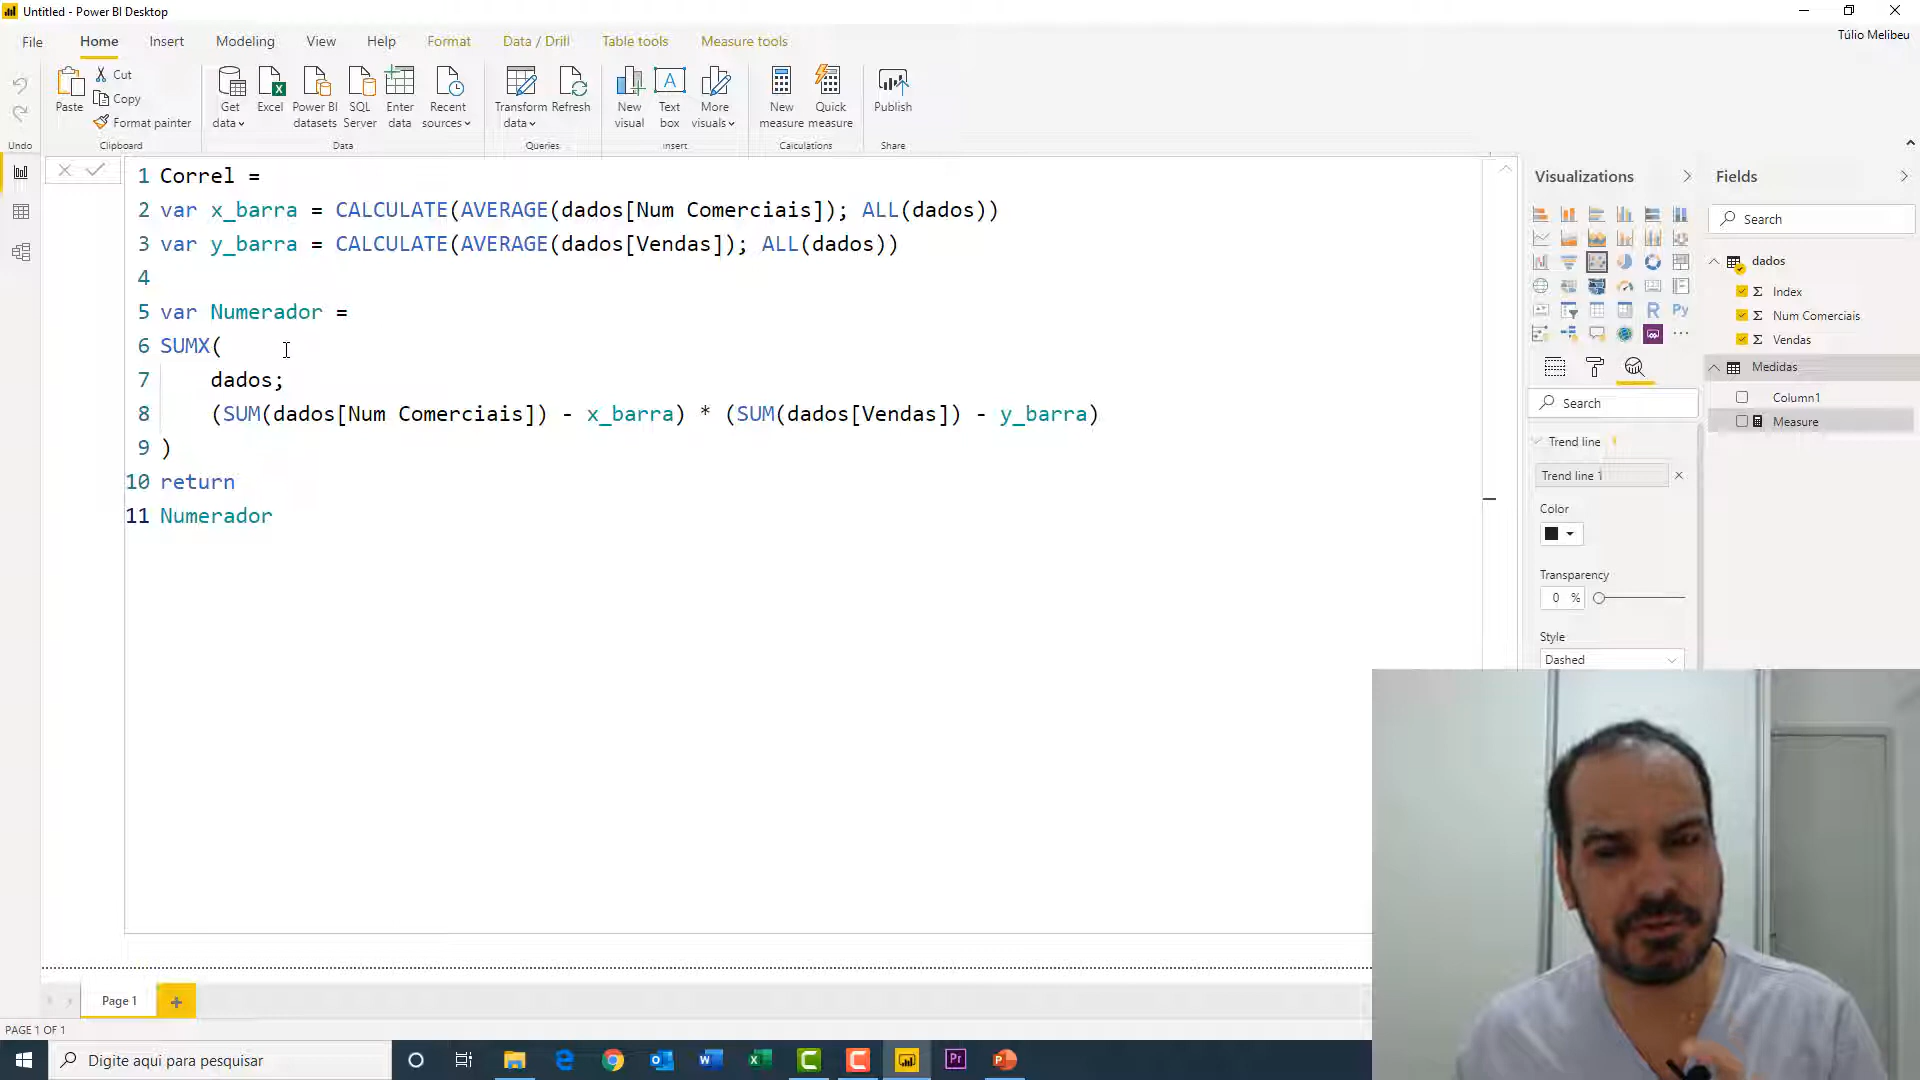 Untitled - Power BI Desktop
Túlio Melibeu
File Home Insert Modeling View Help Format Data / Drill Table tools Measure tools
Paste
Cut
Copy
Format painter
Get data
Excel
Power BI datasets
SQL Server
Enter data
Recent sources
Transform data
Refresh
New visual
Text box
More visuals
New measure
Quick measure
Publish
Undo Clipboard Data Queries Insert Calculations Share
1 Correl =
2 var x_barra = CALCULATE(AVERAGE(dados[Num Comerciais]); ALL(dados))
3 var y_barra = CALCULATE(AVERAGE(dados[Vendas]); ALL(dados))
4
5 var Numerador =
6 SUMX(
7 dados;
8 (SUM(dados[Num Comerciais]) - x_barra) * (SUM(dados[Vendas]) - y_barra)
9 )
10 return
11 Numerador
Visualizations
R
Py
Search
Trend line
Trend line 1
Color
Transparency
0 %
Style
Dashed
Fields
Search
dados
Index
Num Comerciais
Vendas
Medidas
Column1
Measure
Page 1
PAGE 1 OF 1
Digite aqui para pesquisar